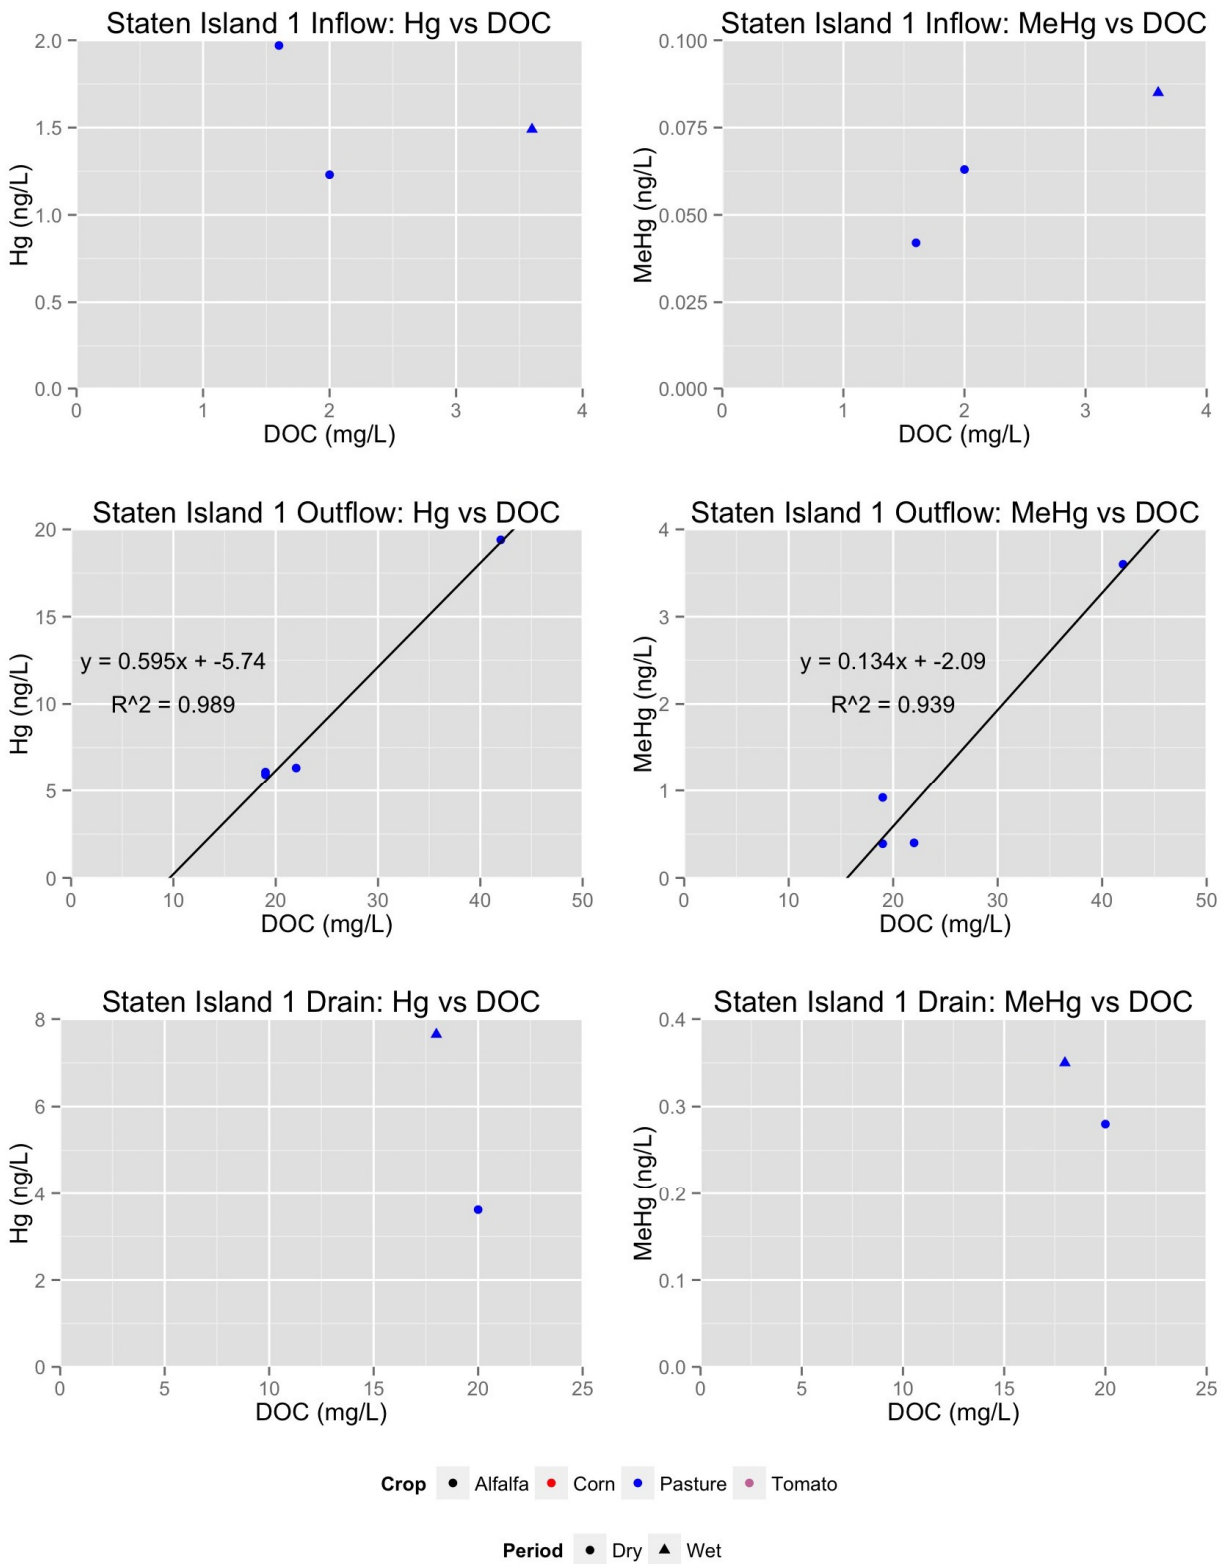 Staten Island 1 Inflow: Hg vs DOC
2.0
1.5
1.0
0.5
0.0
Hg (ng/L)
0 1 2 3 4
DOC (mg/L)
Staten Island 1 Inflow: MeHg vs DOC
0.100
0.075
0.050
0.025
0.000
MeHg (ng/L)
0 1 2 3 4
DOC (mg/L)
Staten Island 1 Outflow: Hg vs DOC
20
15
10
5
0
Hg (ng/L)
y = 0.595x + -5.74
R^2 = 0.989
0 10 20 30 40 50
DOC (mg/L)
Staten Island 1 Outflow: MeHg vs DOC
4
3
2
1
0
MeHg (ng/L)
y = 0.134x + -2.09
R^2 = 0.939
0 10 20 30 40 50
DOC (mg/L)
Staten Island 1 Drain: Hg vs DOC
8
6
4
2
0
Hg (ng/L)
0 5 10 15 20 25
DOC (mg/L)
Staten Island 1 Drain: MeHg vs DOC
0.4
0.3
0.2
0.1
0.0
MeHg (ng/L)
0 5 10 15 20 25
DOC (mg/L)
Crop Alfalfa Corn Pasture Tomato
Period Dry Wet